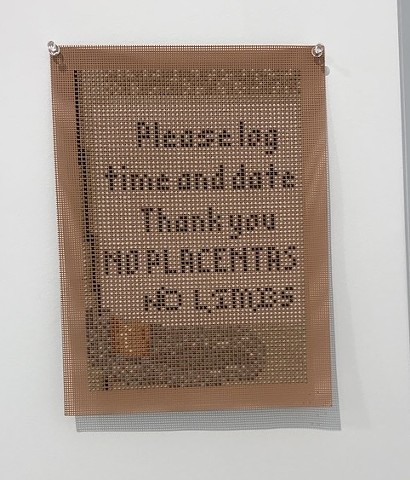 Please log
time and date
Thank you
NO PLACENTAS
NO LIMBS